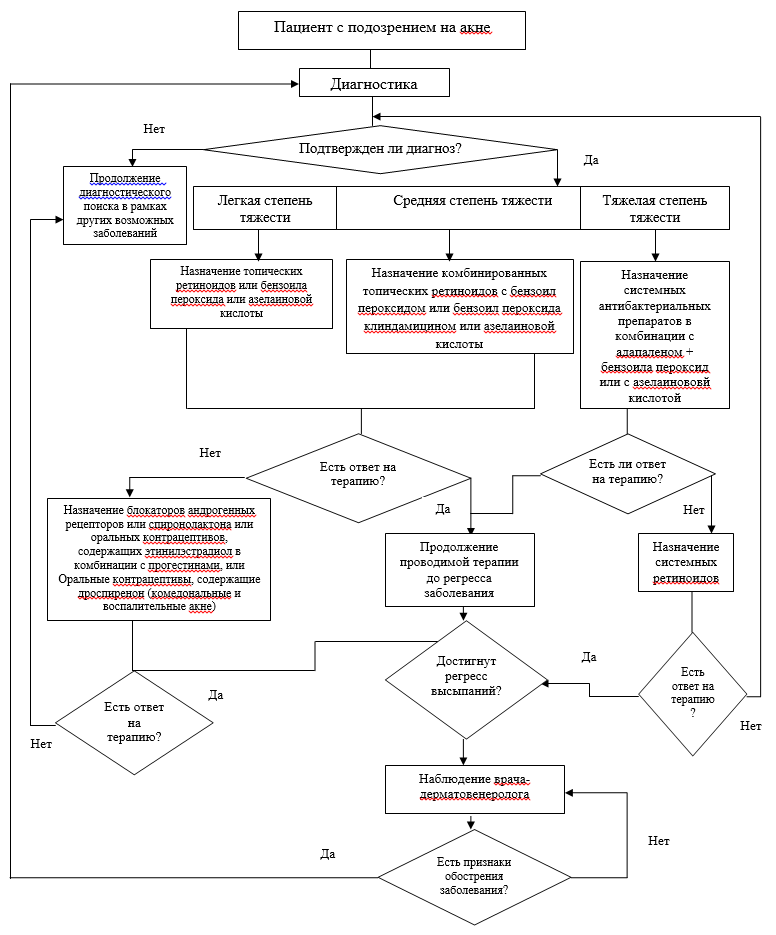 Пациент с подозрением на акне
Диагностика
Нет
Подтвержден ли диагноз?
Да
Продолжение
диагностического
поиска в рамках
других возможных
заболеваний
Легкая степень
тяжести
Средняя степень тяжести
Тяжелая степень
тяжести
Назначение топических
ретиноидов или бензоила
пероксида или азелаиновой
кислоты
Назначение комбинированных
топических ретиноидов с бензоил
пероксидом или бензоил пероксида
клиндамицином или азелаиновой
кислоты
Назначение
системных
антибактериальных
препаратов в
комбинации с
адапаленом +
бензоила пероксид
или с азелаиновой
кислотой
Нет
Есть ответ на
терапию?
Да
Есть ли ответ
на терапию?
Нет
Назначение блокаторов андрогенных
рецепторов или спиронолактона или
оральных контрацептивов,
содержащих этинилэстрадиол в
комбинации с прогестинами, или
Оральные контрацептивы, содержащие
дроспиренон (комедональные и
воспалительные акне)
Продолжение
проводимой терапии
до регресса
заболевания
Назначение
системных
ретиноидов
Достигнут
регресс
высыпаний?
Да
Есть
ответ на
терапию
?
Нет
Да
Есть ответ
на
терапию?
Нет
Наблюдение врача-
дерматовенеролога
Да
Есть признаки
обострения
заболевания?
Нет